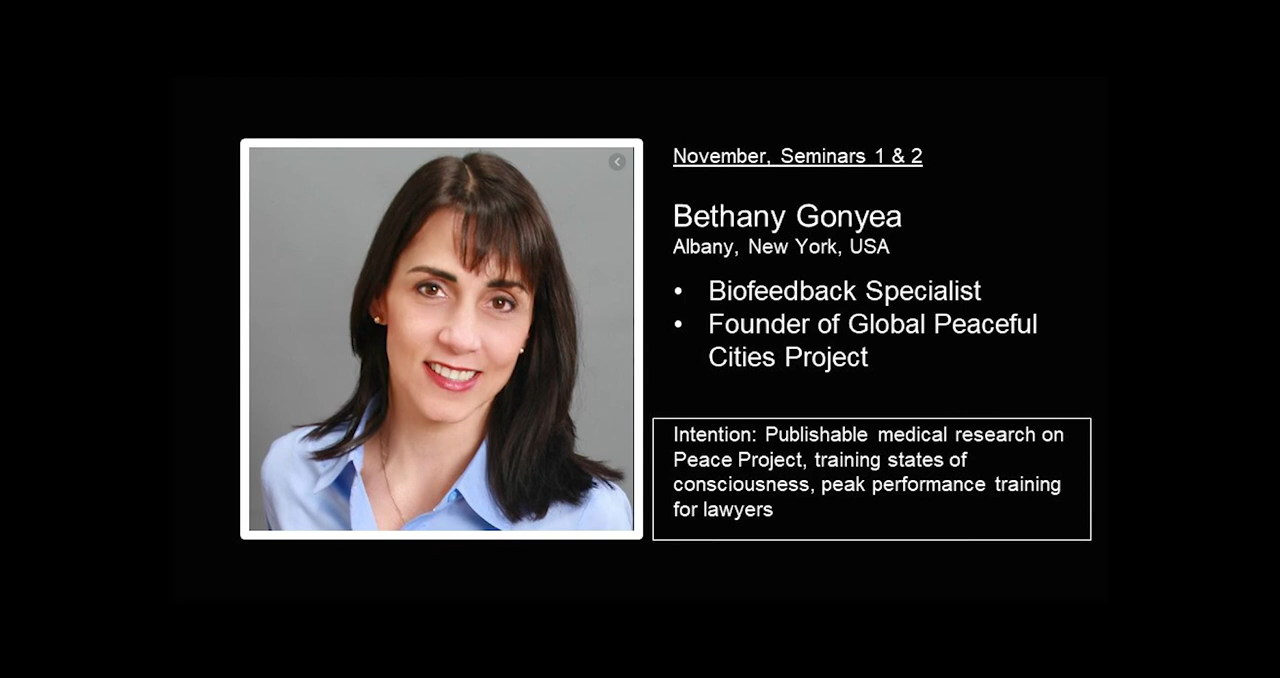 November, Seminars 1 & 2
Bethany Gonyea
Albany, New York, USA
• Biofeedback Specialist
• Founder of Global Peaceful
Cities Project
Intention: Publishable medical research on
Peace Project, training states of
consciousness, peak performance training
for lawyers